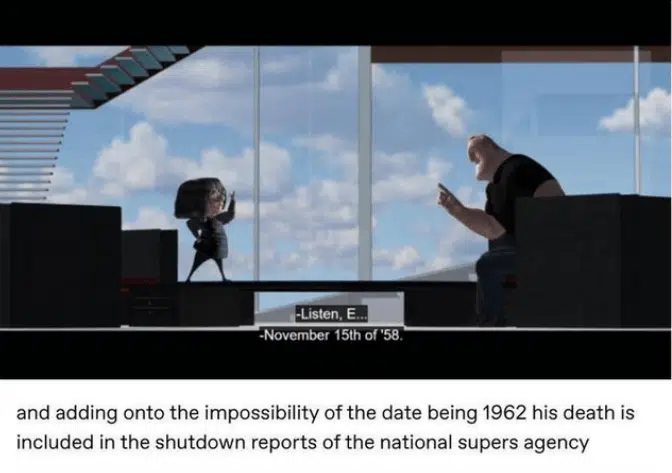 -Listen, E...
-November 15th of '58.
and adding onto the impossibility of the date being 1962 his death is
included in the shutdown reports of the national supers agency